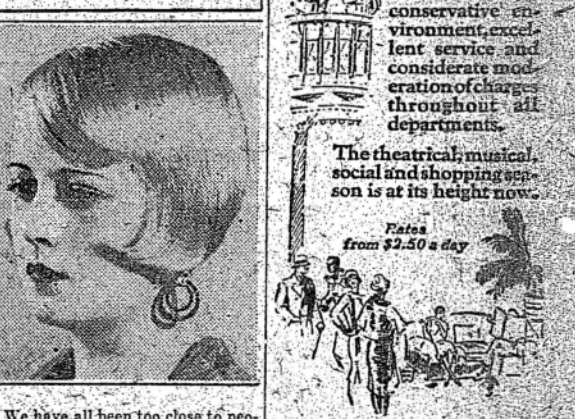 conservative en-
vironment, excel-
lent service and
considerate mod-
eration of charges
throughout all
departments.
The theatrical, musical,
social and shopping sea-
son is at its height now.
Rates
from $2.50 a day
We have all been too close to peo-